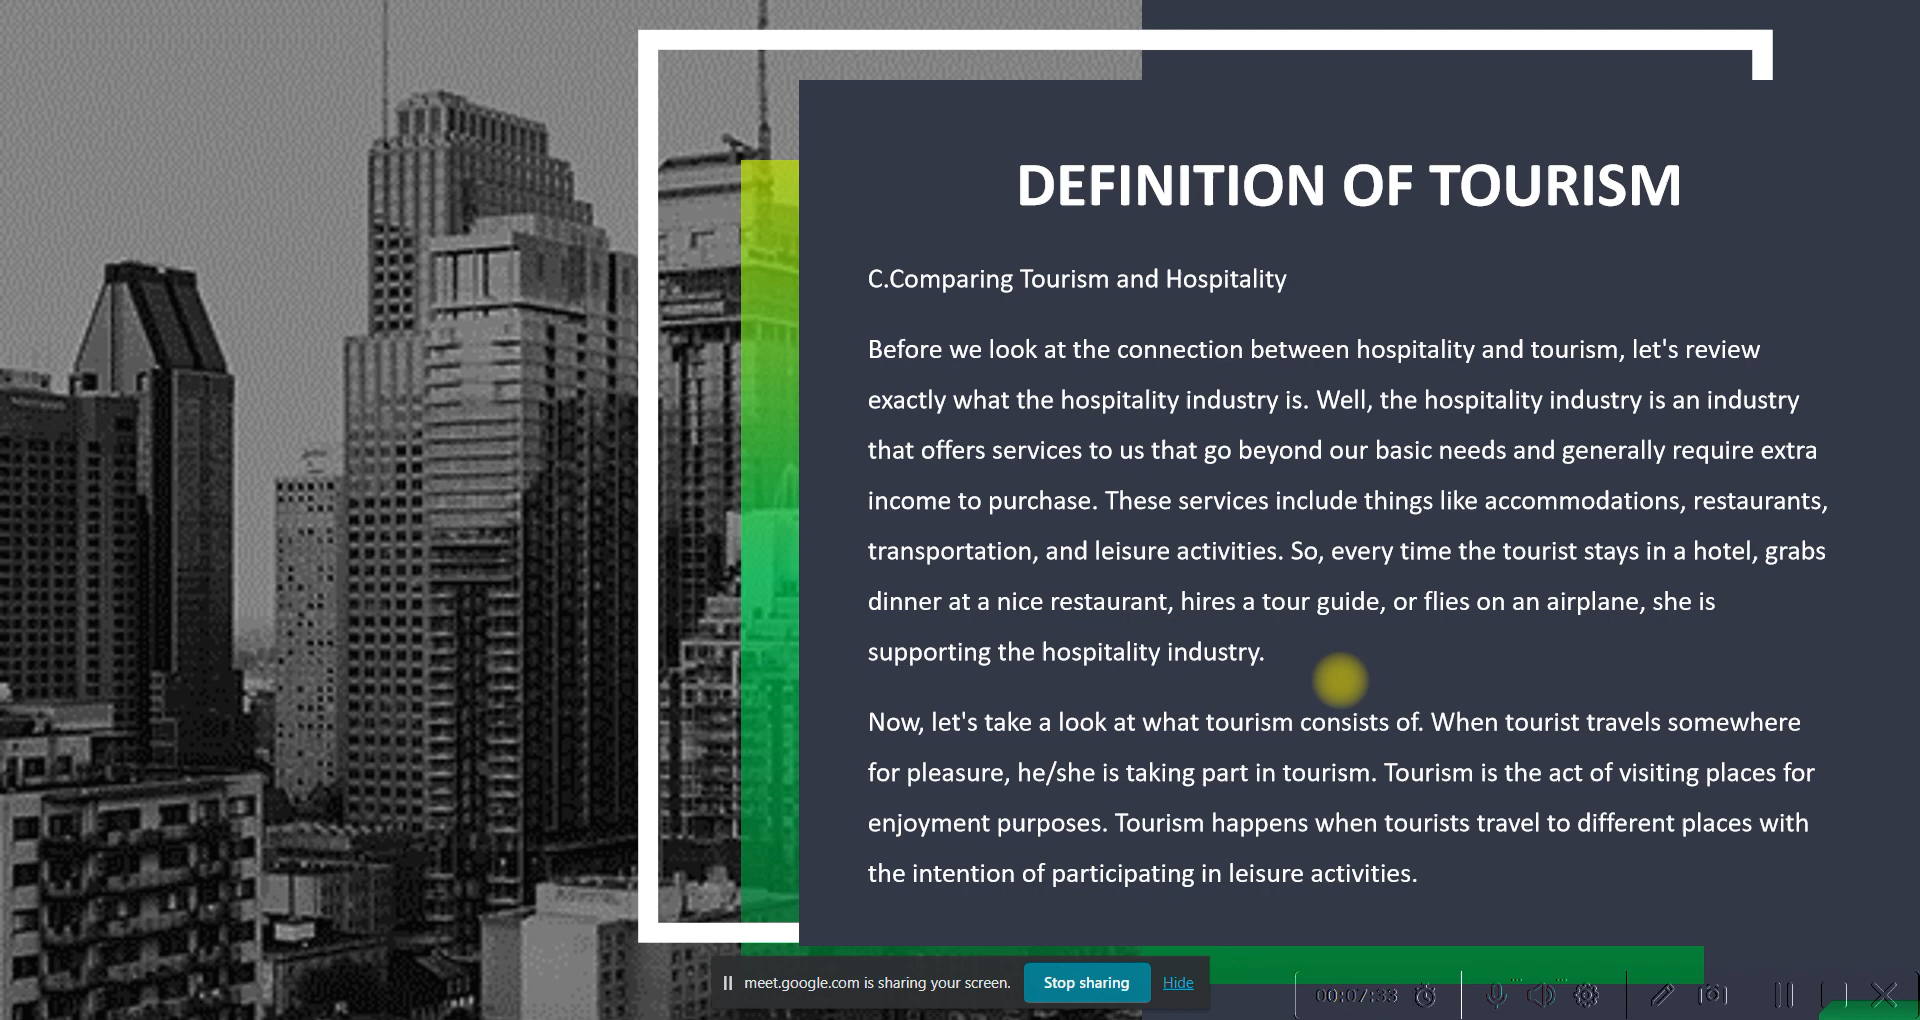 DEFINITION OF TOURISM
C.Comparing Tourism and Hospitality
Before we look at the connection between hospitality and tourism, let's review
exactly what the hospitality industry is. Well, the hospitality industry is an industry
that offers services to us that go beyond our basic needs and generally require extra
income to purchase. These services include things like accommodations, restaurants,
transportation, and leisure activities. So, every time the tourist stays in a hotel, grabs
dinner at a nice restaurant, hires a tour guide, or flies on an airplane, she is
supporting the hospitality industry.
Now, let's take a look at what tourism consists of. When tourist travels somewhere
for pleasure, he/she is taking part in tourism. Tourism is the act of visiting places for
enjoyment purposes. Tourism happens when tourists travel to different places with
the intention of participating in leisure activities.
meet.google.com is sharing your screen. Stop sharing Hide
00:07:33